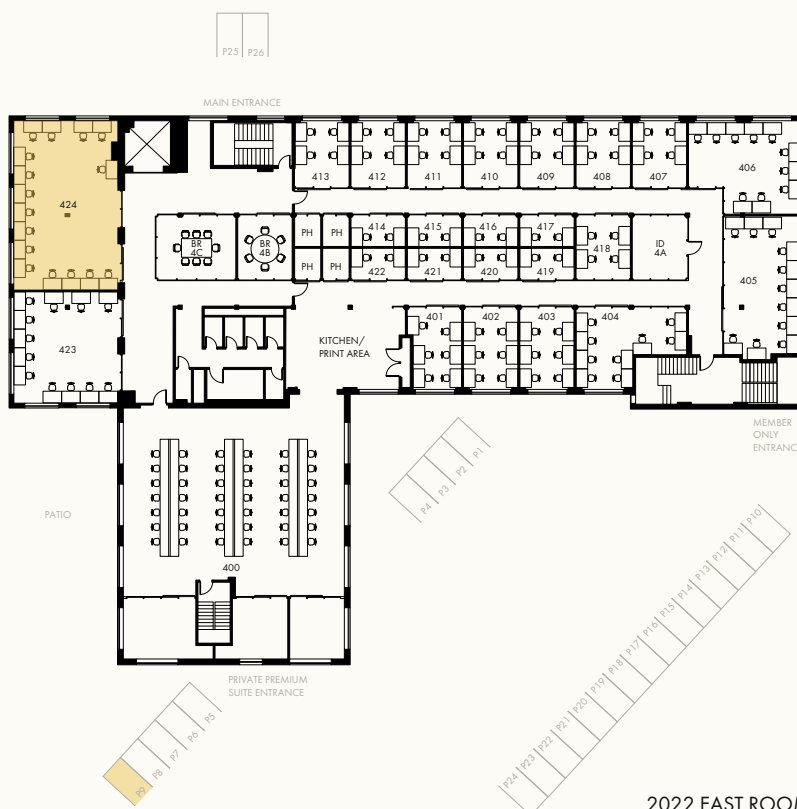 P25 P26
MAIN ENTRANCE
413 412 411 410 409 408 407
406
424
PH PH 414 415 416 417
BR
4C
BR
4B
418
ID
4A
PH PH 422 421 420 419
405
401 402 403 404
423
KITCHEN/
PRINT AREA
MEMBER
ONLY
ENTRANC
P4 P3 P2 P1
PATIO
400
P24 P23 P22 P21 P20 P19 P18 P17 P16 P15 P14 P13 P12 P11 P10
PRIVATE PREMIUM
SUITE ENTRANCE
P9 P8 P7 P6 P5
2022 EAST ROOM